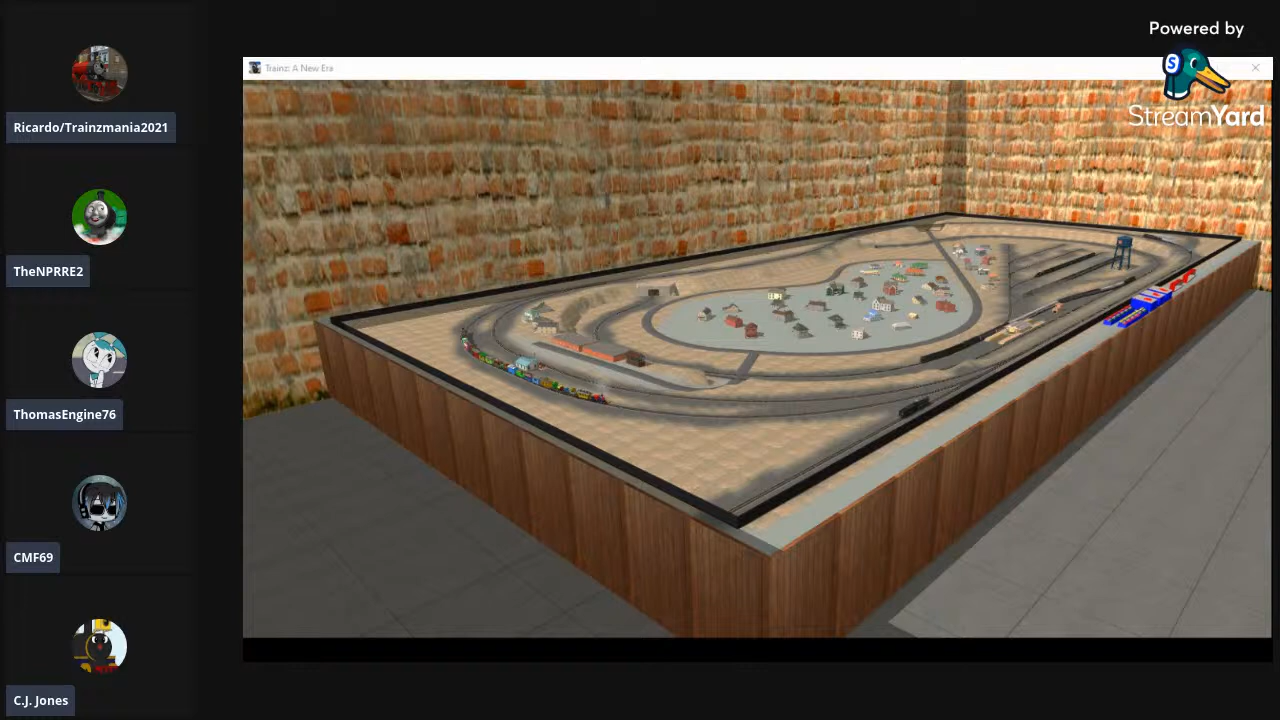 Powered by
StreamYard
Trainz: A New Era
Ricardo/Trainzmania2021
TheNPRRE2
ThomasEngine76
CMF69
C.J. Jones